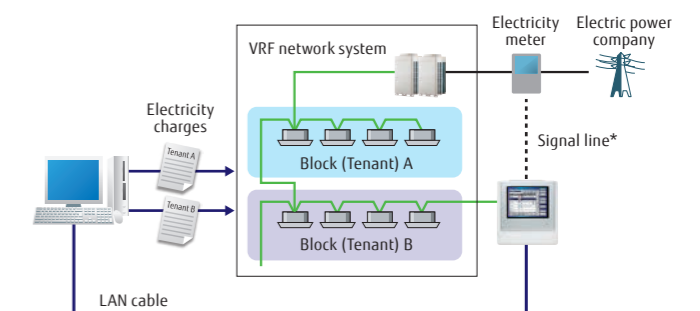 Electricity
meter
Electric power
company
VRF network system
Electricity
charges
Signal line*
Tenant A
Block (Tenant) A
Tenant B
Block (Tenant) B
LAN cable